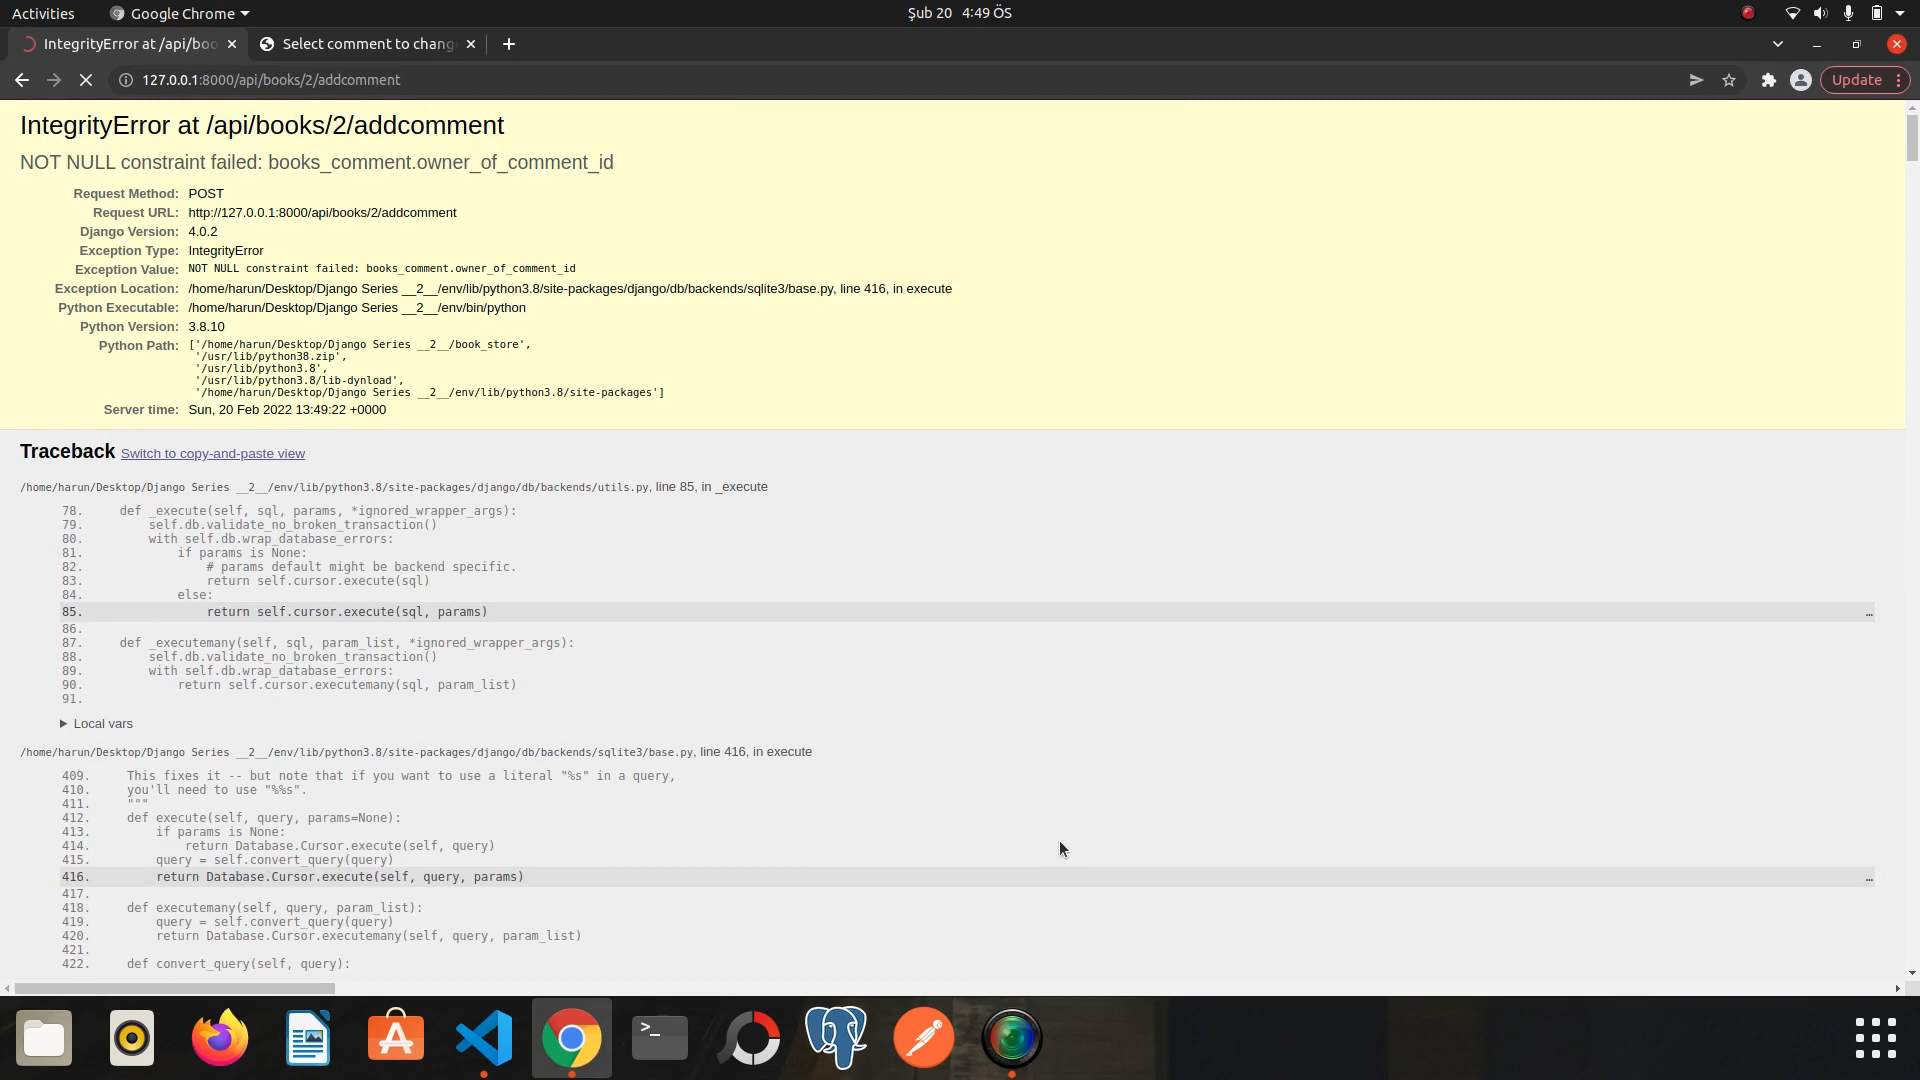 Activities
Google Chrome
Şub 20 4:49 ÖS
IntegrityError at /api/boo
Select comment to chang
127.0.0.1:8000/api/books/2/addcomment
Update
IntegrityError at /api/books/2/addcomment
NOT NULL constraint failed: books_comment.owner_of_comment_id
Request Method: POST
Request URL: http://127.0.0.1:8000/api/books/2/addcomment
Django Version: 4.0.2
Exception Type: IntegrityError
Exception Value: NOT NULL constraint failed: books_comment.owner_of_comment_id
Exception Location: /home/harun/Desktop/Django Series __2__/env/lib/python3.8/site-packages/django/db/backends/sqlite3/base.py, line 416, in execute
Python Executable: /home/harun/Desktop/Django Series __2__/env/bin/python
Python Version: 3.8.10
Python Path: ['/home/harun/Desktop/Django Series __2__/book_store',
'/usr/lib/python38.zip',
'/usr/lib/python3.8',
'/usr/lib/python3.8/lib-dynload',
'/home/harun/Desktop/Django Series __2__/env/lib/python3.8/site-packages']
Server time: Sun, 20 Feb 2022 13:49:22 +0000
Traceback Switch to copy-and-paste view
/home/harun/Desktop/Django Series __2__/env/lib/python3.8/site-packages/django/db/backends/utils.py, line 85, in _execute
78. def _execute(self, sql, params, *ignored_wrapper_args):
79. self.db.validate_no_broken_transaction()
80. with self.db.wrap_database_errors:
81. if params is None:
82. # params default might be backend specific.
83. return self.cursor.execute(sql)
84. else:
85. return self.cursor.execute(sql, params) …
86.
87. def _executemany(self, sql, param_list, *ignored_wrapper_args):
88. self.db.validate_no_broken_transaction()
89. with self.db.wrap_database_errors:
90. return self.cursor.executemany(sql, param_list)
91.
▶ Local vars
/home/harun/Desktop/Django Series __2__/env/lib/python3.8/site-packages/django/db/backends/sqlite3/base.py, line 416, in execute
409. This fixes it -- but note that if you want to use a literal "%s" in a query,
410. you'll need to use "%%s".
411. """
412. def execute(self, query, params=None):
413. if params is None:
414. return Database.Cursor.execute(self, query)
415. query = self.convert_query(query)
416. return Database.Cursor.execute(self, query, params) …
417.
418. def executemany(self, query, param_list):
419. query = self.convert_query(query)
420. return Database.Cursor.executemany(self, query, param_list)
421.
422. def convert_query(self, query):